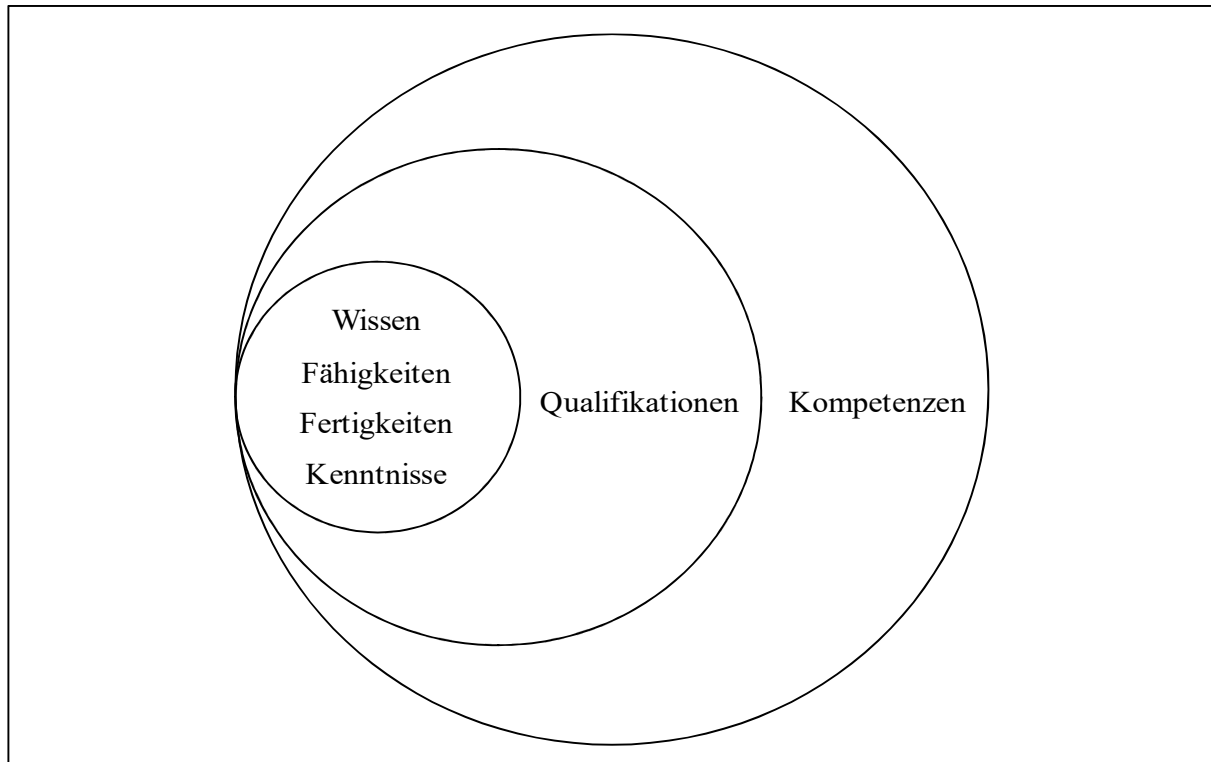 Wissen
Fähigkeiten
Fertigkeiten
Kenntnisse
Qualifikationen
Kompetenzen